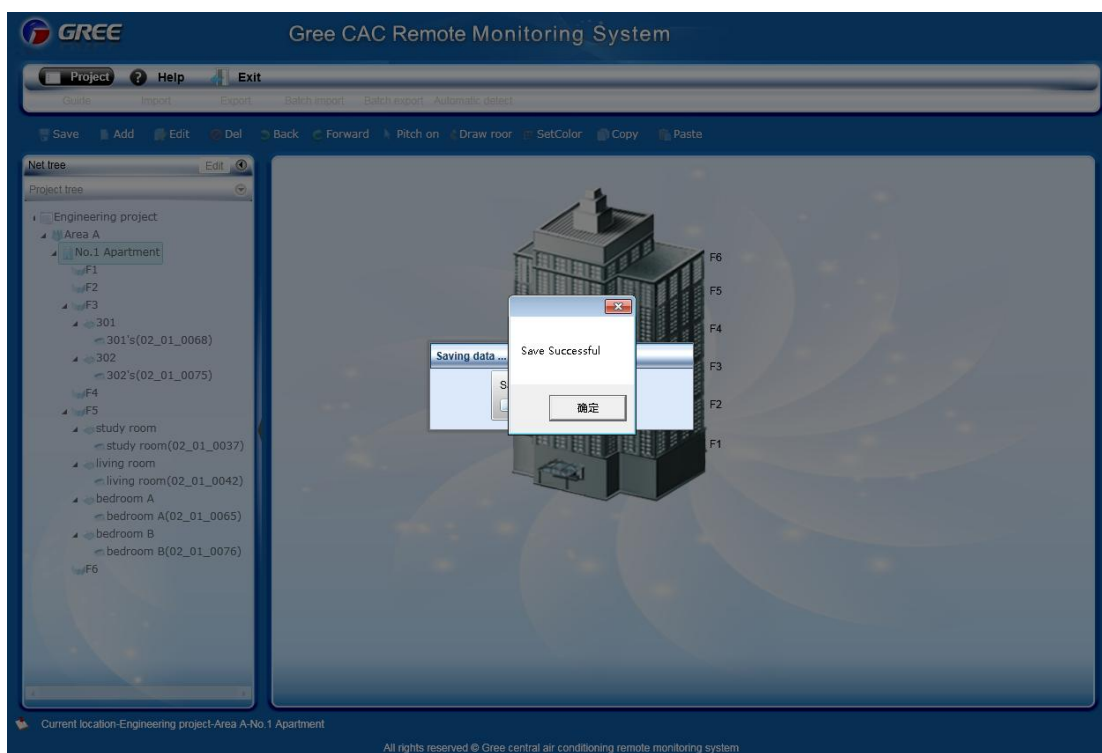 GREE
Gree CAC Remote Monitoring System
Project Help Exit
Guide Import Export Batch import Batch export Automatic detect
Save Add Edit Del Back Forward Pitch on Draw roor SetColor Copy Paste
Net tree Edit
Project tree
Engineering project
Area A
No.1 Apartment
F1
F2
F3
301
301's(02_01_0068)
302
302's(02_01_0075)
F4
F5
study room
study room(02_01_0037)
living room
living room(02_01_0042)
bedroom A
bedroom A(02_01_0065)
bedroom B
bedroom B(02_01_0076)
F6
F6
F5
F4
F3
F2
F1
Saving data ...
Save Successful
确定
Current location-Engineering project-Area A-No.1 Apartment
All rights reserved © Gree central air conditioning remote monitoring system